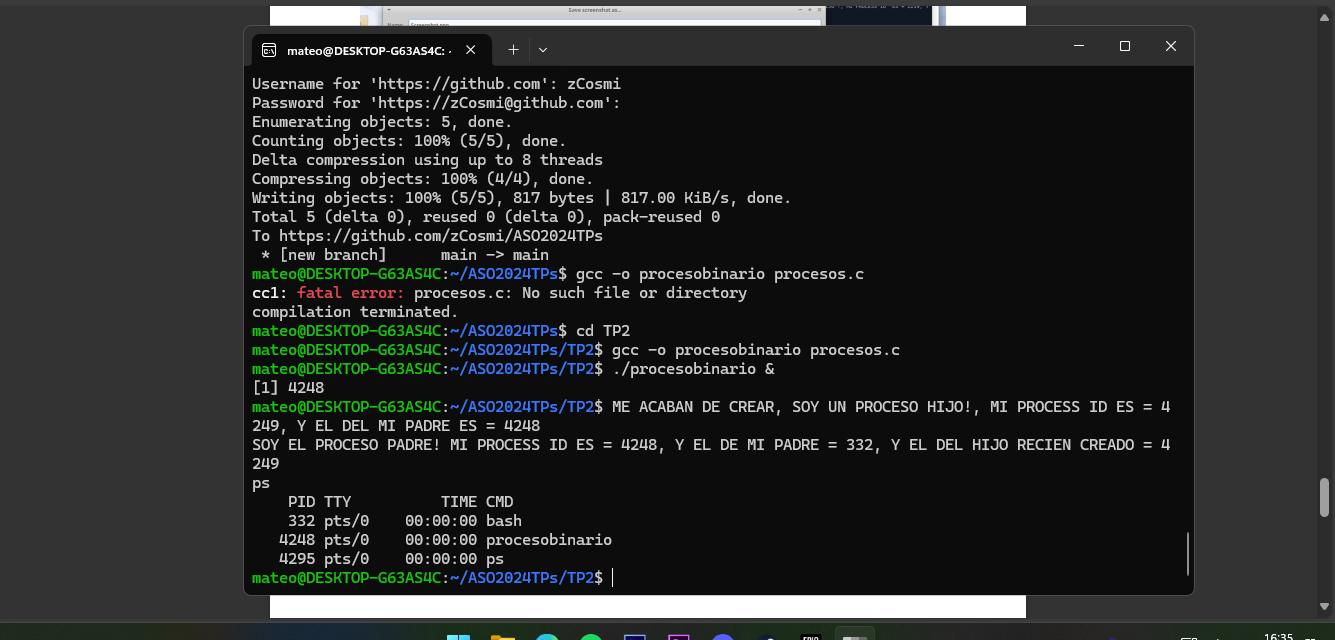 Save screenshot as...
mateo@DESKTOP-G63AS4C: ~
Username for 'https://github.com': zCosmi
Password for 'https://zCosmi@github.com':
Enumerating objects: 5, done.
Counting objects: 100% (5/5), done.
Delta compression using up to 8 threads
Compressing objects: 100% (4/4), done.
Writing objects: 100% (5/5), 817 bytes | 817.00 KiB/s, done.
Total 5 (delta 0), reused 0 (delta 0), pack-reused 0
To https://github.com/zCosmi/ASO2024TPs
 * [new branch]      main -> main
mateo@DESKTOP-G63AS4C:~/ASO2024TPs$ gcc -o procesobinario procesos.c
cc1: fatal error: procesos.c: No such file or directory
compilation terminated.
mateo@DESKTOP-G63AS4C:~/ASO2024TPs$ cd TP2
mateo@DESKTOP-G63AS4C:~/ASO2024TPs/TP2$ gcc -o procesobinario procesos.c
mateo@DESKTOP-G63AS4C:~/ASO2024TPs/TP2$ ./procesobinario &
[1] 4248
mateo@DESKTOP-G63AS4C:~/ASO2024TPs/TP2$ ME ACABAN DE CREAR, SOY UN PROCESO HIJO!, MI PROCESS ID ES = 4
249, Y EL DEL MI PADRE ES = 4248
SOY EL PROCESO PADRE! MI PROCESS ID ES = 4248, Y EL DE MI PADRE = 332, Y EL DEL HIJO RECIEN CREADO = 4
249
ps
    PID TTY          TIME CMD
    332 pts/0    00:00:00 bash
   4248 pts/0    00:00:00 procesobinario
   4295 pts/0    00:00:00 ps
mateo@DESKTOP-G63AS4C:~/ASO2024TPs/TP2$
16:35